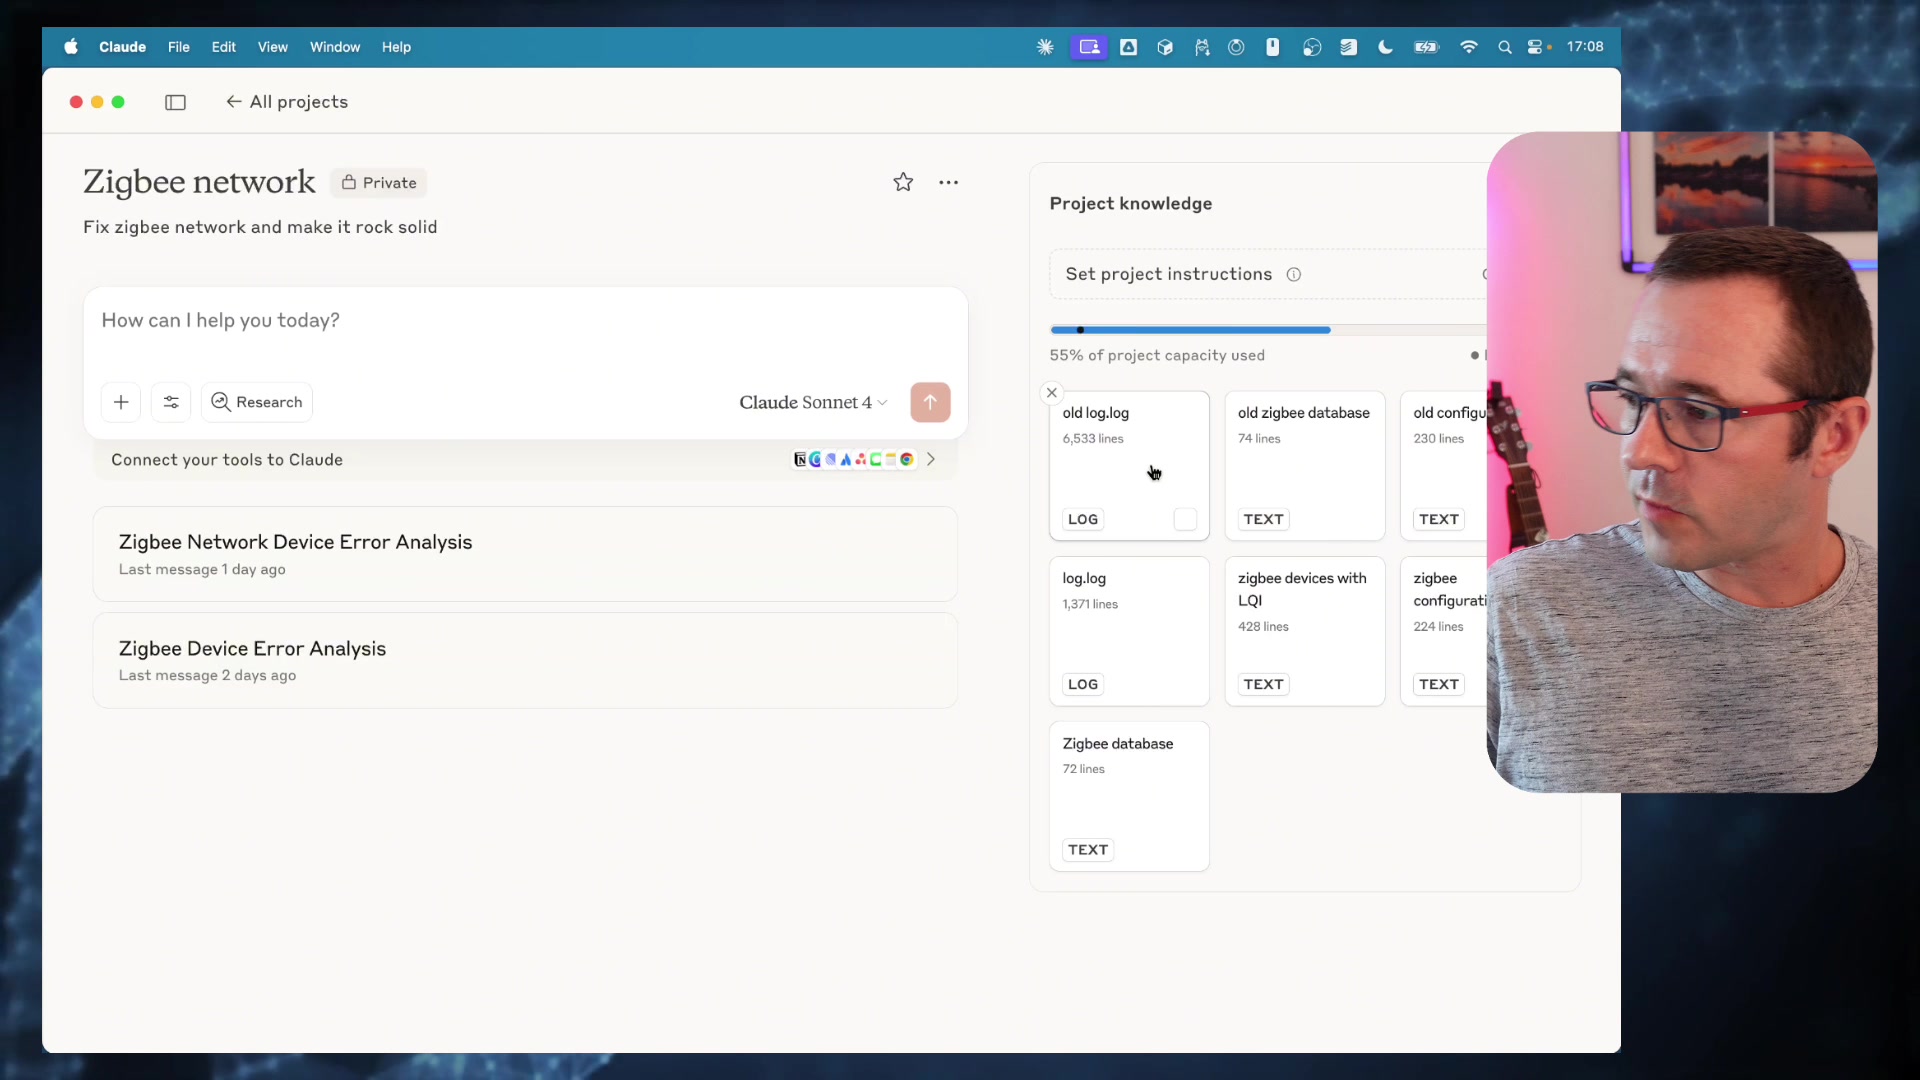 Claude File Edit View Window Help 17:08
All projects
Zigbee network Private
Fix zigbee network and make it rock solid
How can I help you today?
Research Claude Sonnet 4
Connect your tools to Claude
Zigbee Network Device Error Analysis
Last message 1 day ago
Zigbee Device Error Analysis
Last message 2 days ago
Project knowledge
Set project instructions
55% of project capacity used
old log.log
6,533 lines
LOG
old zigbee database
74 lines
TEXT
old configu
230 lines
TEXT
log.log
1,371 lines
LOG
zigbee devices with
LQI
428 lines
TEXT
zigbee
configurati
224 lines
TEXT
Zigbee database
72 lines
TEXT